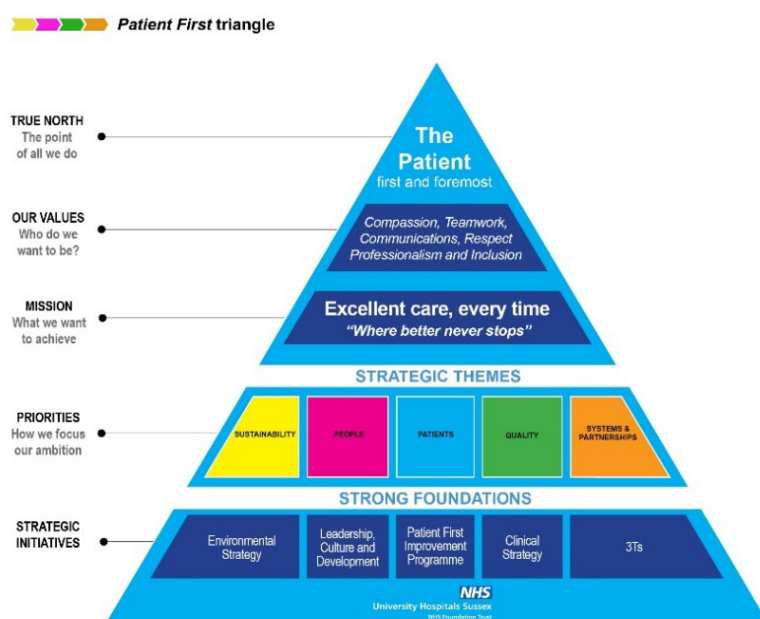 Patient First triangle
TRUE NORTH
The point
of all we do
The
Patient
first and foremost
OUR VALUES
Who do we
want to be?
Compassion, Teamwork,
Communications, Respect
Professionalism and Inclusion
MISSION
What we want
to achieve
Excellent care, every time
“Where better never stops”
STRATEGIC THEMES
PRIORITIES
How we focus
our ambition
SUSTAINABILITY
PEOPLE
PATIENTS
QUALITY
SYSTEMS &
PARTNERSHIPS
STRONG FOUNDATIONS
STRATEGIC
INITIATIVES
Environmental
Strategy
Leadership,
Culture and
Development
Patient First
Improvement
Programme
Clinical
Strategy
3Ts
NHS
University Hospitals Sussex
NHS Foundation Trust